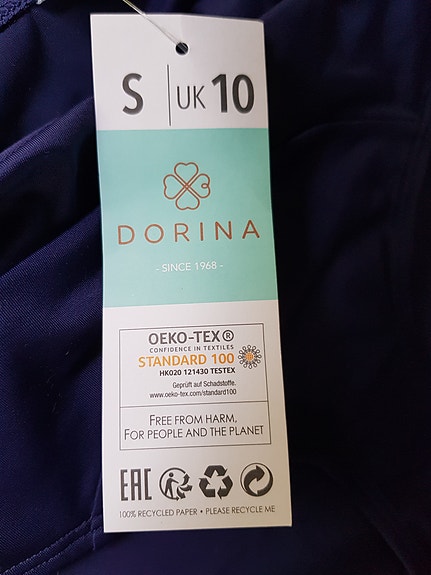 S | UK 10
DORINA
- SINCE 1968 -
OEKO-TEX®
CONFIDENCE IN TEXTILES
STANDARD 100
HK020 121430 TESTEX
Geprüft auf Schadstoffe.
www.oeko-tex.com/standard100
FREE FROM HARM,
FOR PEOPLE AND THE PLANET
EAC
100% RECYCLED PAPER • PLEASE RECYCLE ME